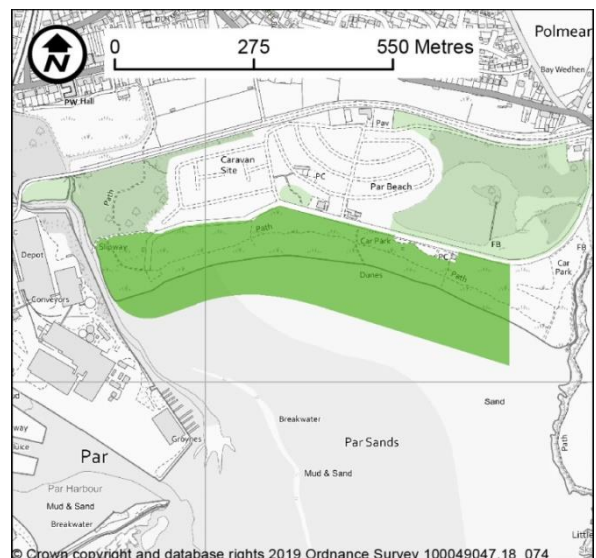 N
0 275 550 Metres
Polmear
Bay Wedhen
PW Hall
Pav
Caravan
Site
PC
Par Beach
Path
Slipway
Path
Car Park
PC
Path
FB
FB
Car
Park
Dunes
Depot
Conveyors
Sand
Breakwater
Groynes
Par Sands
Path
Par
Mud & Sand
Par Harbour
Mud & Sand
Breakwater
Little
© Crown copyright and database rights 2019 Ordnance Survey 100049047_18_074